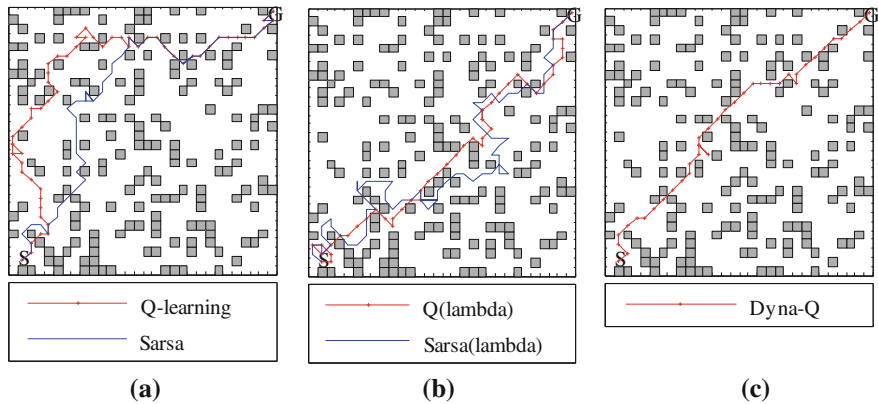 G
S
Q-learning
Sarsa
(a)
G
S
Q(lambda)
Sarsa(lambda)
(b)
G
S
Dyna-Q
(c)